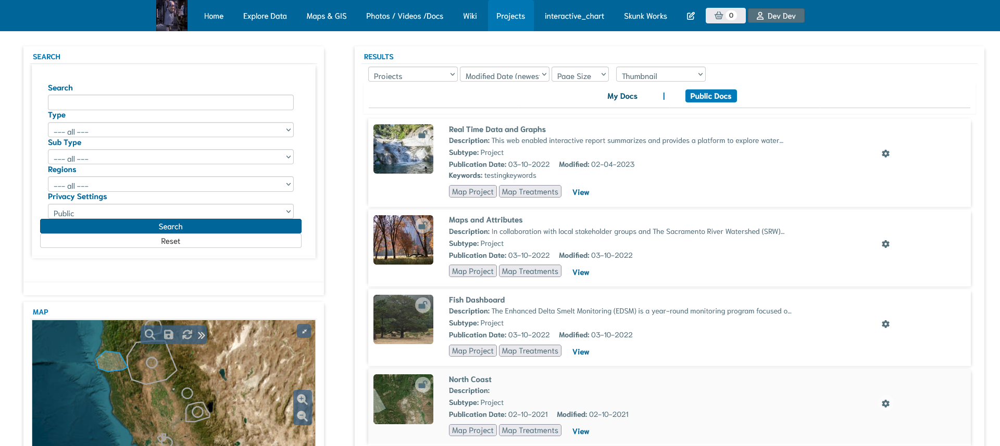 Home Explore Data Maps & GIS Photos / Videos /Docs Wiki Projects interactive_chart Skunk Works 0 Dev Dev
SEARCH
Search
Type
--- all ---
Sub Type
--- all ---
Regions
--- all ---
Privacy Settings
Public
Search
Reset
MAP
RESULTS
Projects Modified Date (newes Page Size Thumbnail
My Docs | Public Docs
Real Time Data and Graphs
Description: This web enabled interactive report summarizes and provides a platform to explore water...
Subtype: Project
Publication Date: 03-10-2022 Modified: 02-04-2023
Keywords: testingkeywords
Map Project Map Treatments View
Maps and Attributes
Description: In collaboration with local stakeholder groups and The Sacramento River Watershed (SRW)...
Subtype: Project
Publication Date: 03-10-2022 Modified: 03-10-2022
Map Project Map Treatments View
Fish Dashboard
Description: The Enhanced Delta Smelt Monitoring (EDSM) is a year-round monitoring program focused o...
Subtype: Project
Publication Date: 03-10-2022 Modified: 03-10-2022
Map Project Map Treatments View
North Coast
Description:
Subtype: Project
Publication Date: 02-10-2021 Modified: 02-10-2021
Map Project Map Treatments View